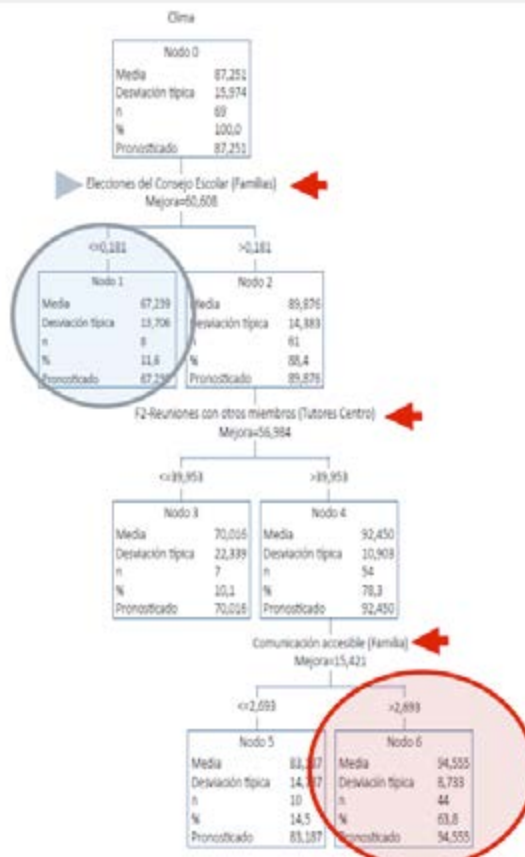 Clima
Nodo 0
Media 87,251
Desviación típica 15,974
n 69
% 100,0
Pronosticado 87,251
Elecciones del Consejo Escolar (Familias)
Mejora=60,608
<=0,181 >0,181
Nodo 1
Media 67,239
Desviación típica 13,706
n 8
% 11,6
Pronosticado 67,239
Nodo 2
Media 89,876
Desviación típica 14,383
n 61
% 88,4
Pronosticado 89,876
F2-Reuniones con otros miembros (Tutores Centro)
Mejora=56,984
<=39,953 >39,953
Nodo 3
Media 70,016
Desviación típica 22,339
n 7
% 10,1
Pronosticado 70,016
Nodo 4
Media 92,450
Desviación típica 10,903
n 54
% 78,3
Pronosticado 92,450
Comunicación accesible (Familia)
Mejora=15,421
<=2,693 >2,693
Nodo 5
Media 83,187
Desviación típica
n 10
% 14,5
Pronosticado 83,187
Nodo 6
Media 94,555
Desviación típica 8,733
n 44
% 63,8
Pronosticado 94,555